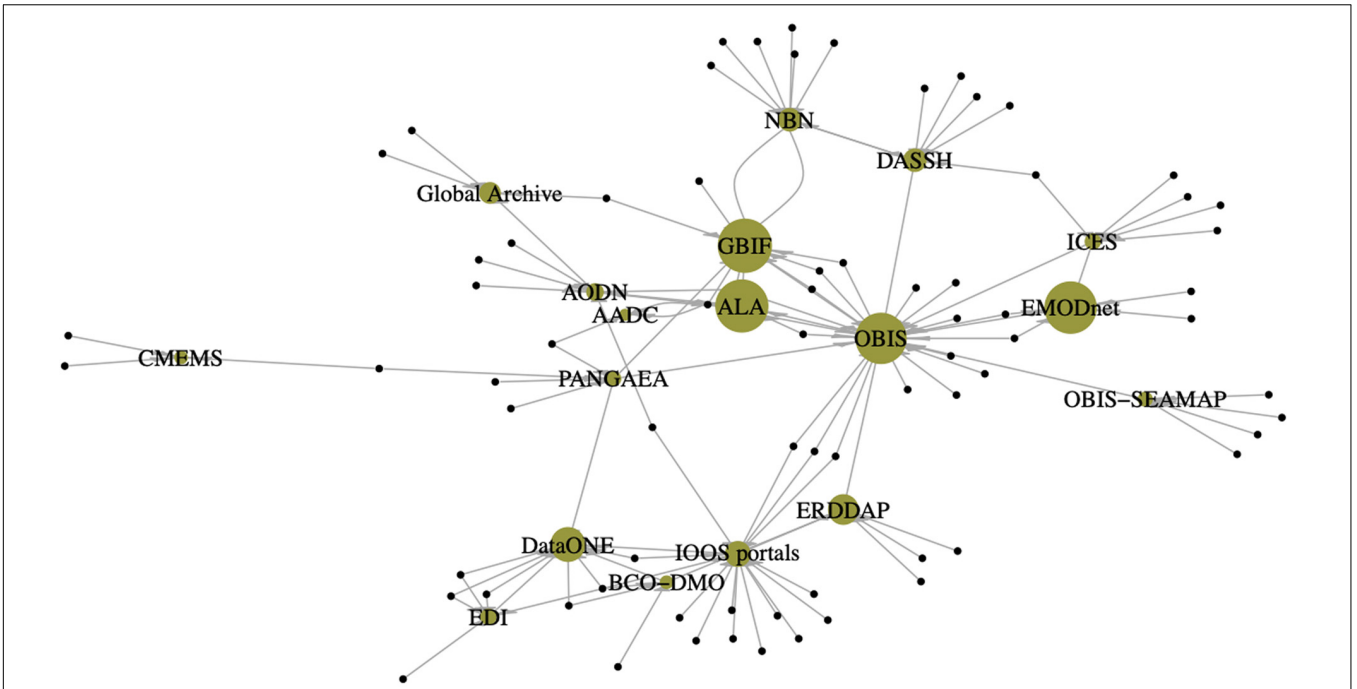 NBN
DASSH
Global Archive
GBIF
ICES
AODN
ALA
EMODnet
AADC
OBIS
CMEMS
PANGAEA
OBIS−SEAMAP
ERDDAP
DataONE
IOOS portals
BCO−DMO
EDI